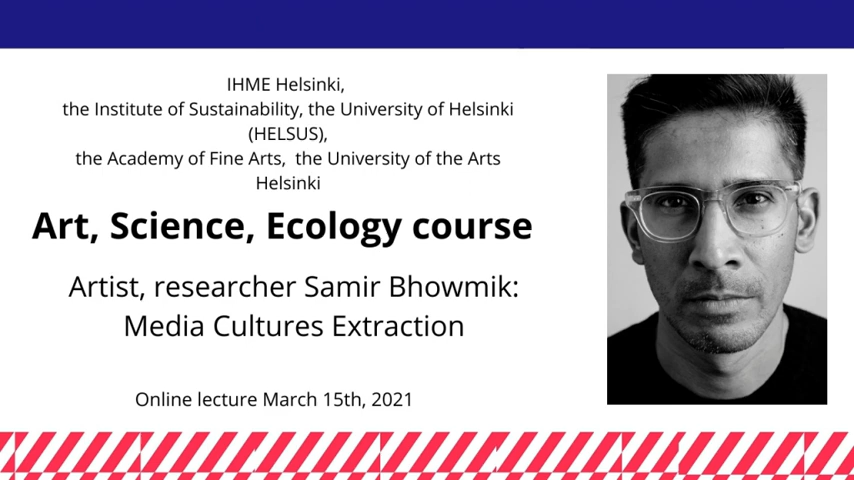 IHME Helsinki,
the Institute of Sustainability, the University of Helsinki
(HELSUS),
the Academy of Fine Arts,  the University of the Arts
Helsinki
Art, Science, Ecology course
Artist, researcher Samir Bhowmik:
Media Cultures Extraction
Online lecture March 15th, 2021